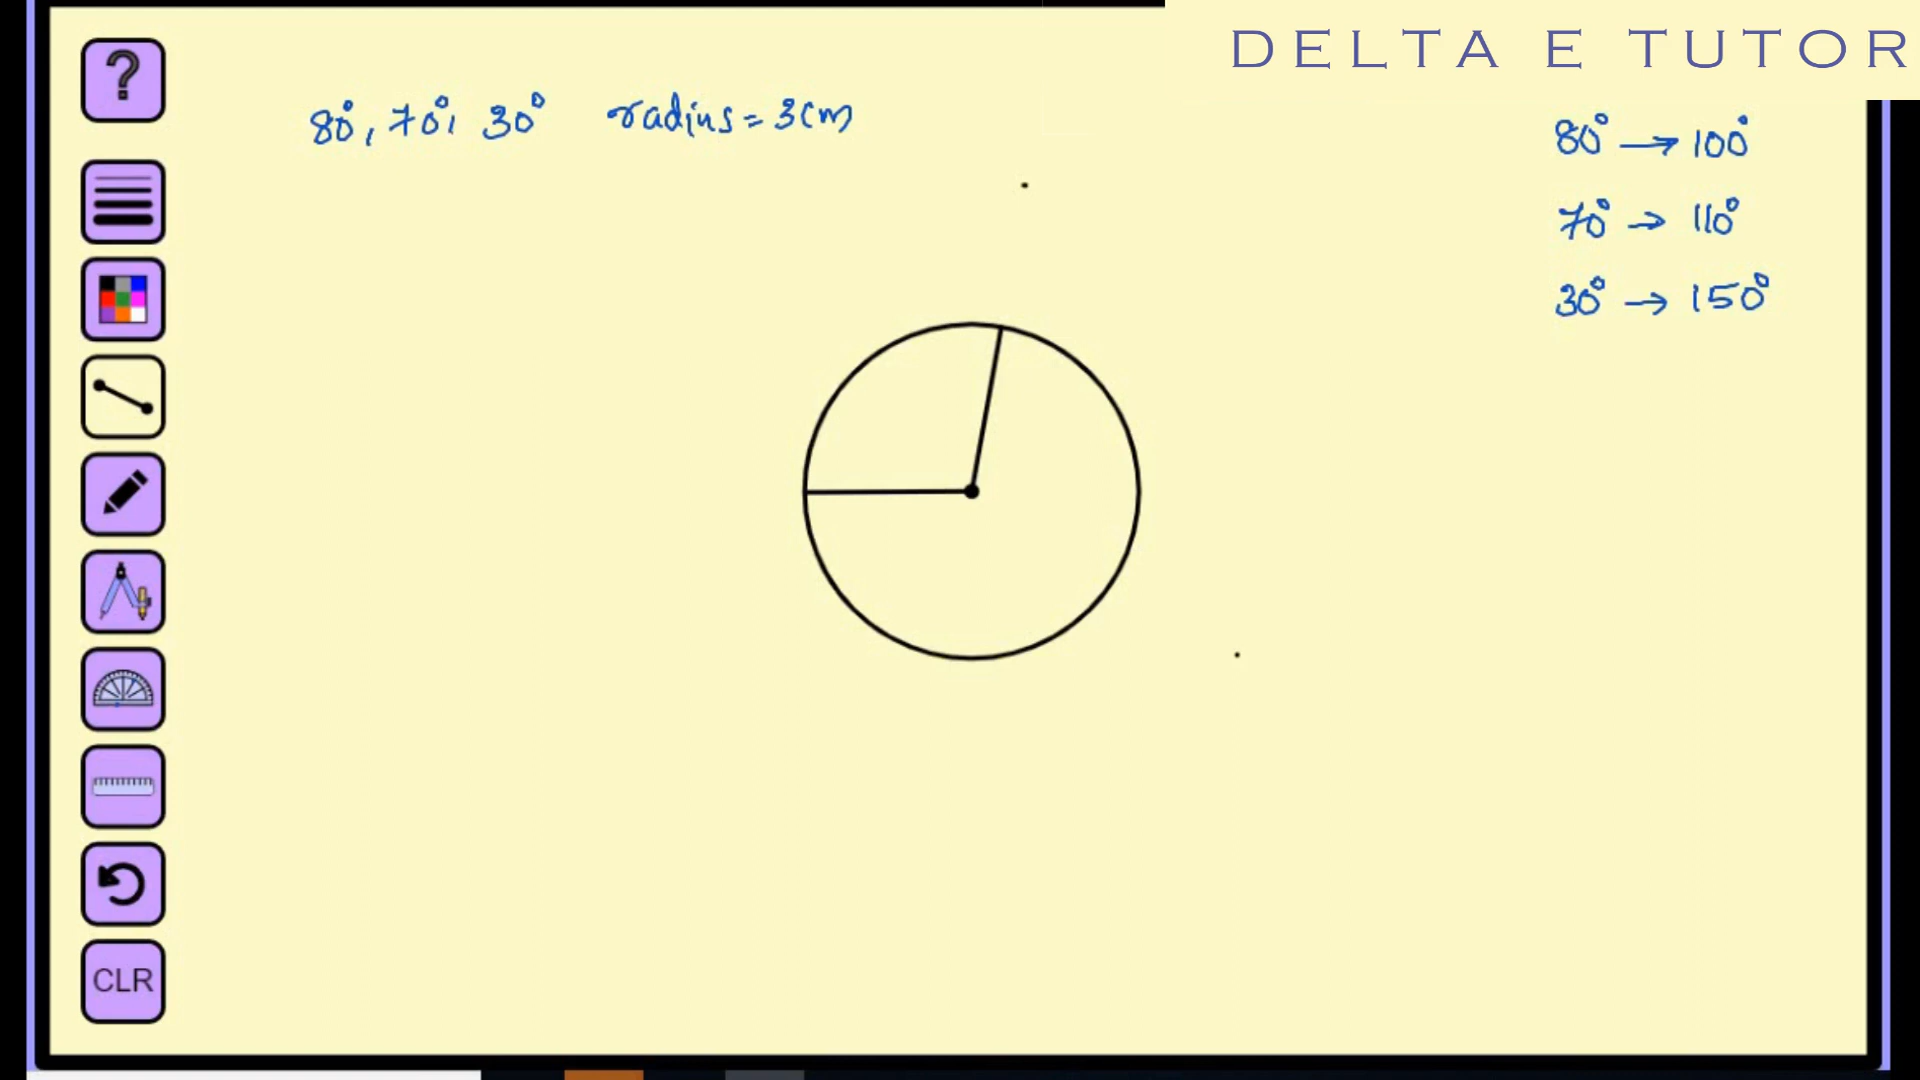 DELTA E TUTOR
80°, 70°, 30° radius = 3cm
80° → 100°
70° → 110°
30° → 150°
?
CLR